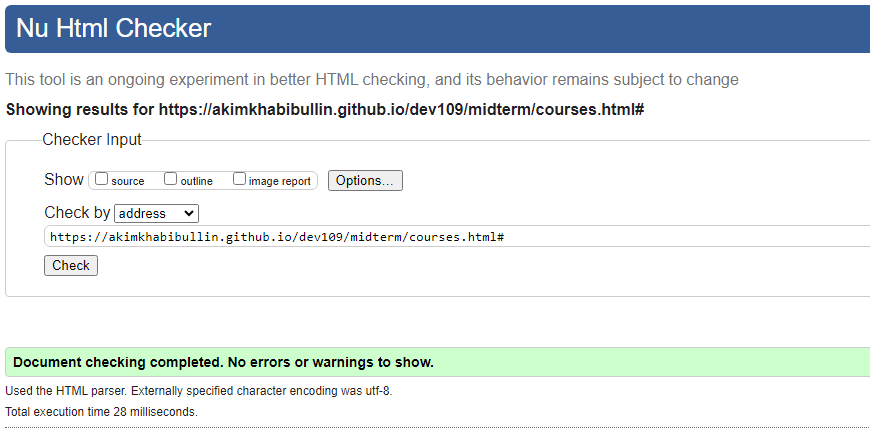 Nu Html Checker
This tool is an ongoing experiment in better HTML checking, and its behavior remains subject to change
Showing results for https://akimkhabibullin.github.io/dev109/midterm/courses.html#
Checker Input
Show source outline image report Options...
Check by address
https://akimkhabibullin.github.io/dev109/midterm/courses.html#
Check
Document checking completed. No errors or warnings to show.
Used the HTML parser. Externally specified character encoding was utf-8.
Total execution time 28 milliseconds.